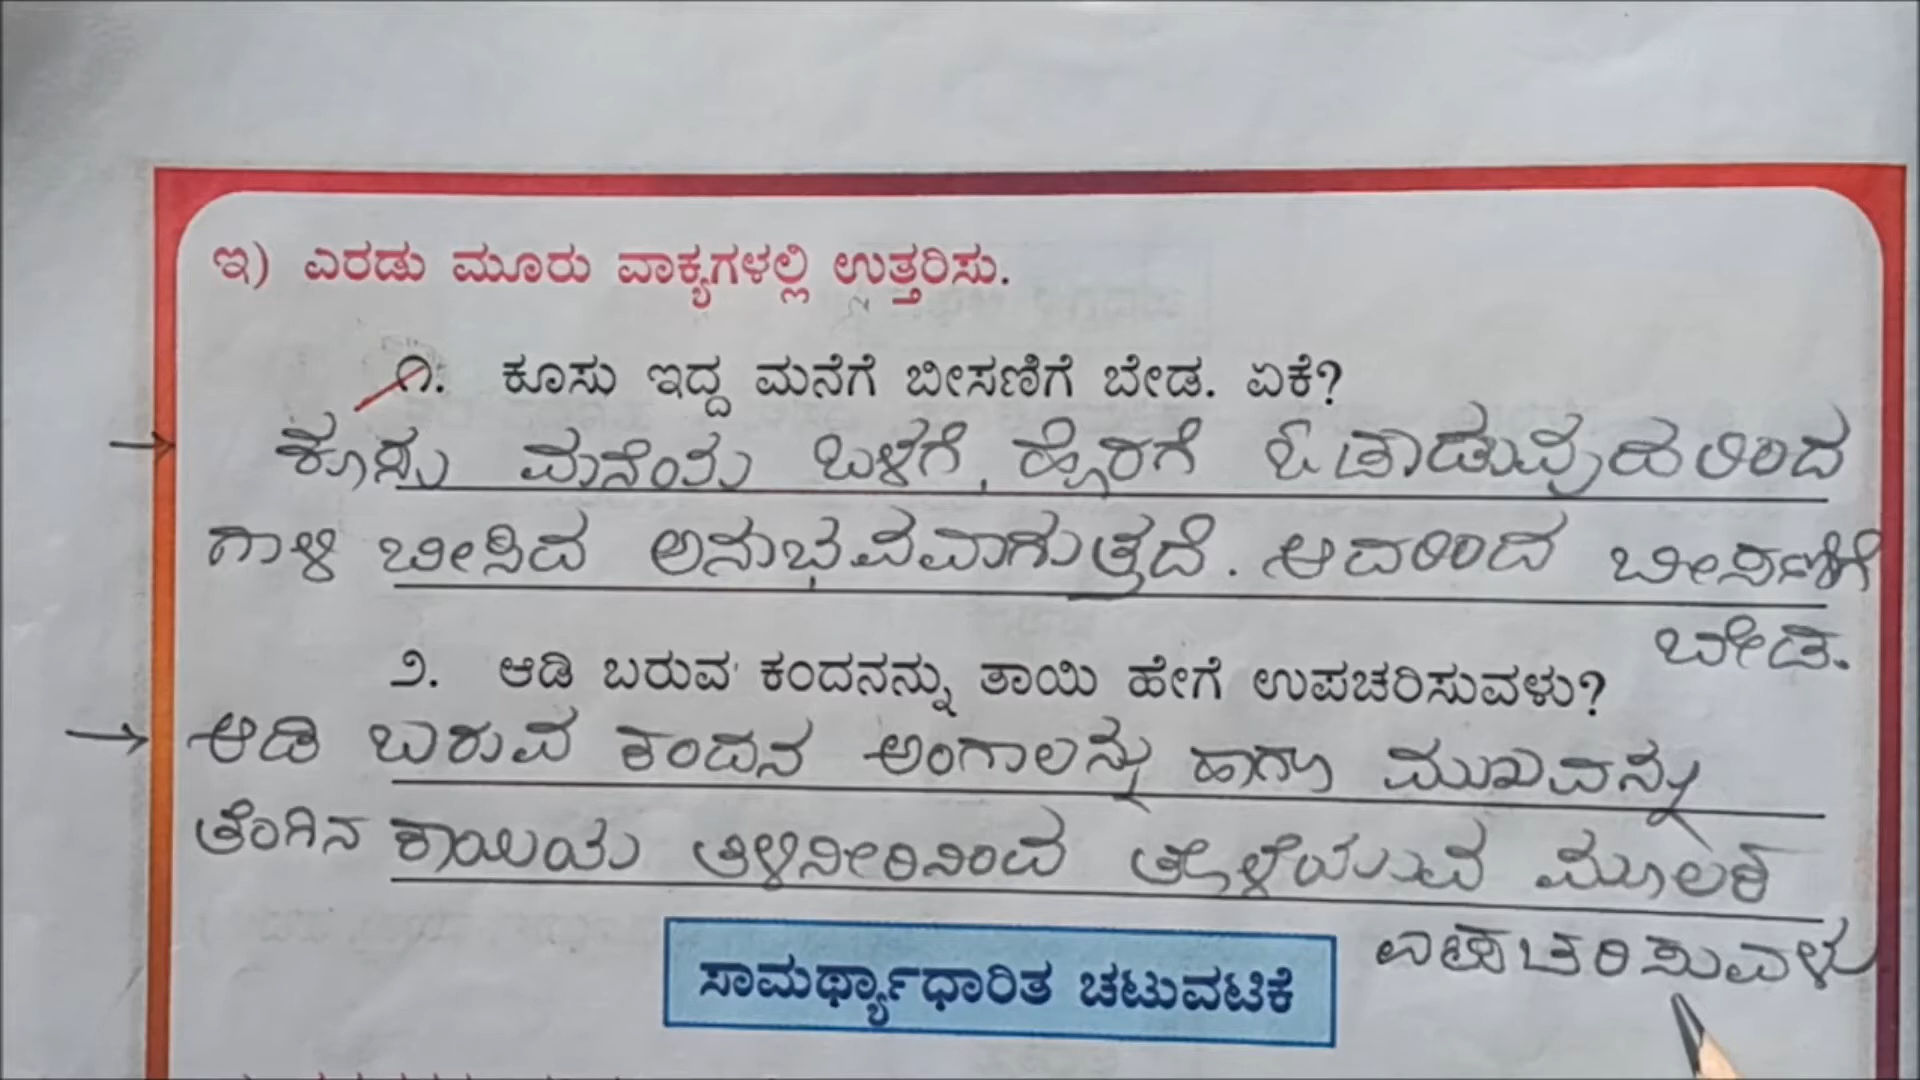 ಇ) ಎರಡು ಮೂರು ವಾಕ್ಯಗಳಲ್ಲಿ ಉತ್ತರಿಸು.
೧. ಕೂಸು ಇದ್ದ ಮನೆಗೆ ಬೀಸಣಿಗೆ ಬೇಡ. ಏಕೆ?
ಕೂಸು ಮನೆಯ ಒಳಗೆ, ಹೊರಗೆ ಓಡಾಡುವುದರಿಂದ
ಗಾಳಿ ಬೀಸಿದ ಅನುಭವವಾಗುತ್ತದೆ. ಆದರಿಂದ ಬೀಸಣಿಗೆ
ಬೇಡ.
೨. ಆಡಿ ಬರುವ ಕಂದನನ್ನು ತಾಯಿ ಹೇಗೆ ಉಪಚರಿಸುವಳು?
ಆಡಿ ಬರುವ ಕಂದನ ಅಂಗಾಲನ್ನು ಹಾಗೂ ಮುಖವನ್ನು
ತೆಂಗಿನ ಕಾಯಿಯ ತಿಳಿನೀರಿನಿಂದ ತೊಳೆಯುವ ಮೂಲಕ
ಉಪಚರಿಸುವಳು
ಸಾಮರ್ಥ್ಯಾಧಾರಿತ ಚಟುವಟಿಕೆ